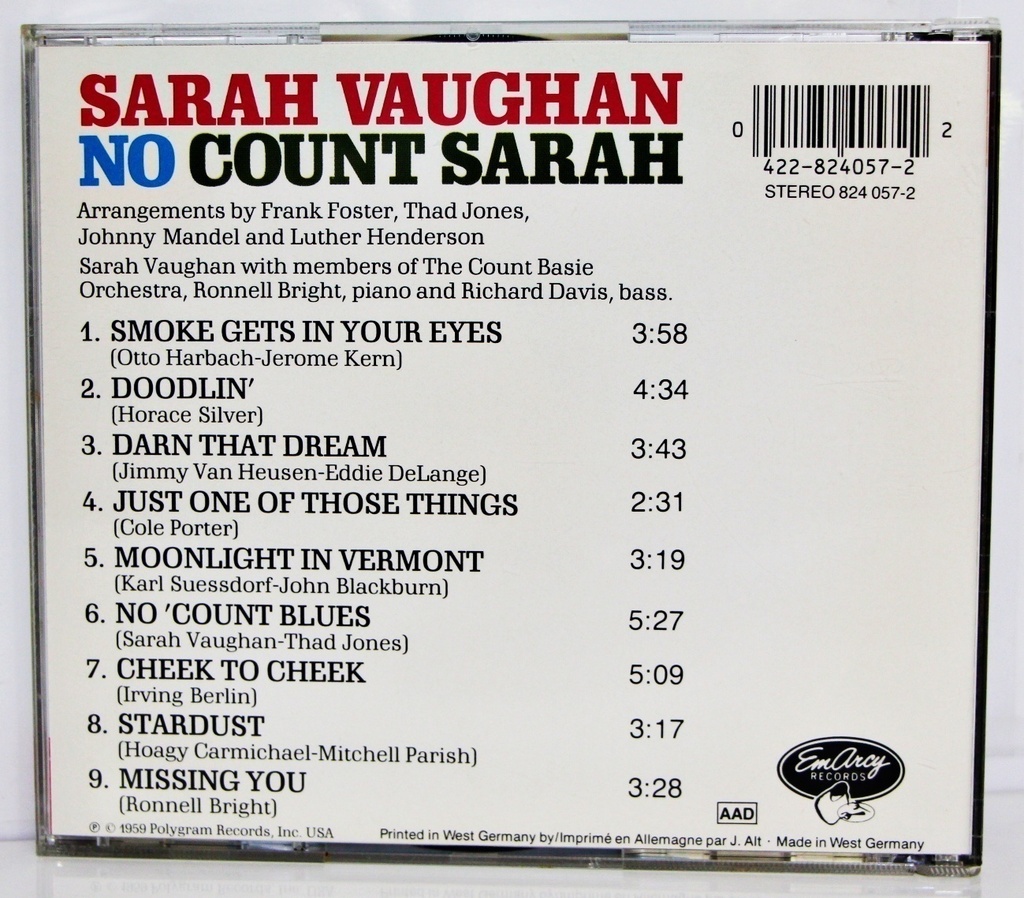 SARAH VAUGHAN
NO COUNT SARAH
Arrangements by Frank Foster, Thad Jones,
Johnny Mandel and Luther Henderson
Sarah Vaughan with members of The Count Basie
Orchestra, Ronnell Bright, piano and Richard Davis, bass.
0 2
422-824057-2
STEREO 824 057-2
1. SMOKE GETS IN YOUR EYES 3:58
(Otto Harbach-Jerome Kern)
2. DOODLIN' 4:34
(Horace Silver)
3. DARN THAT DREAM 3:43
(Jimmy Van Heusen-Eddie DeLange)
4. JUST ONE OF THOSE THINGS 2:31
(Cole Porter)
5. MOONLIGHT IN VERMONT 3:19
(Karl Suessdorf-John Blackburn)
6. NO 'COUNT BLUES 5:27
(Sarah Vaughan-Thad Jones)
7. CHEEK TO CHEEK 5:09
(Irving Berlin)
8. STARDUST 3:17
(Hoagy Carmichael-Mitchell Parish)
9. MISSING YOU 3:28
(Ronnell Bright)
EmArcy
RECORDS
AAD
℗ © 1959 Polygram Records, Inc. USA
Printed in West Germany by/Imprimé en Allemagne par J. Alt · Made in West Germany